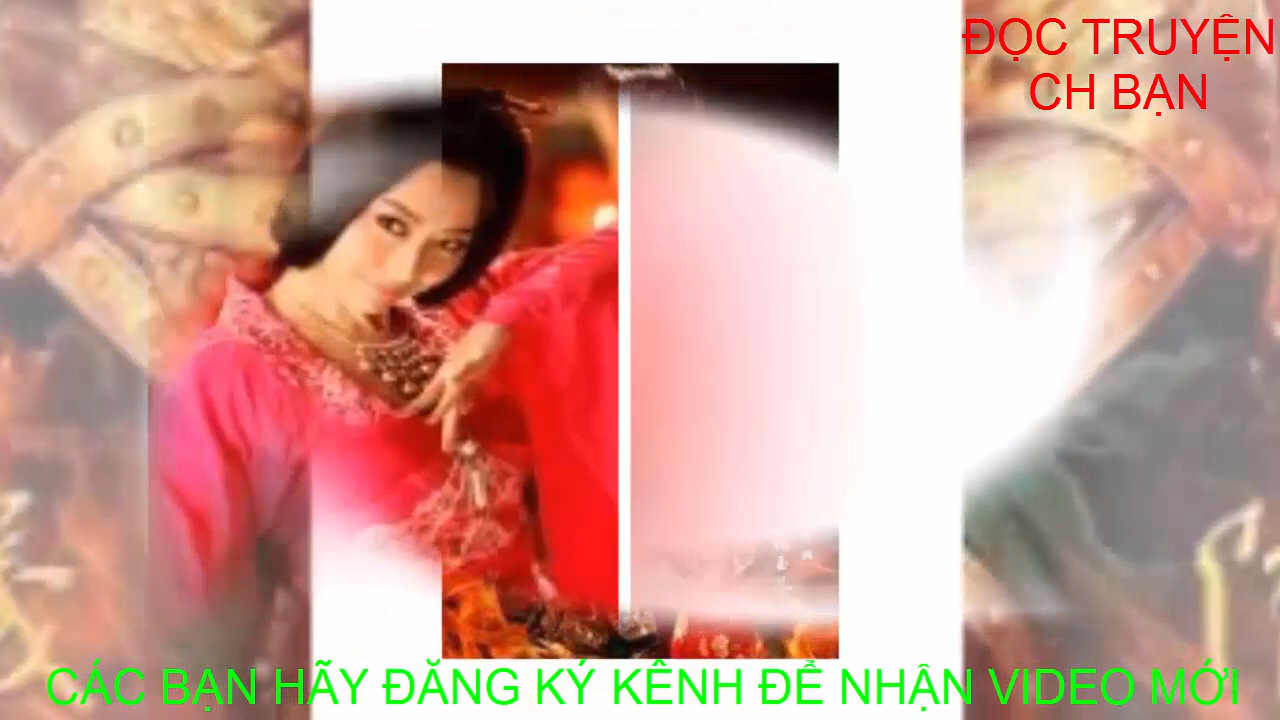 ĐỌC TRUYỆN
CH BẠN
CÁC BẠN HÃY ĐĂNG KÝ KÊNH ĐỂ NHẬN VIDEO MỚI